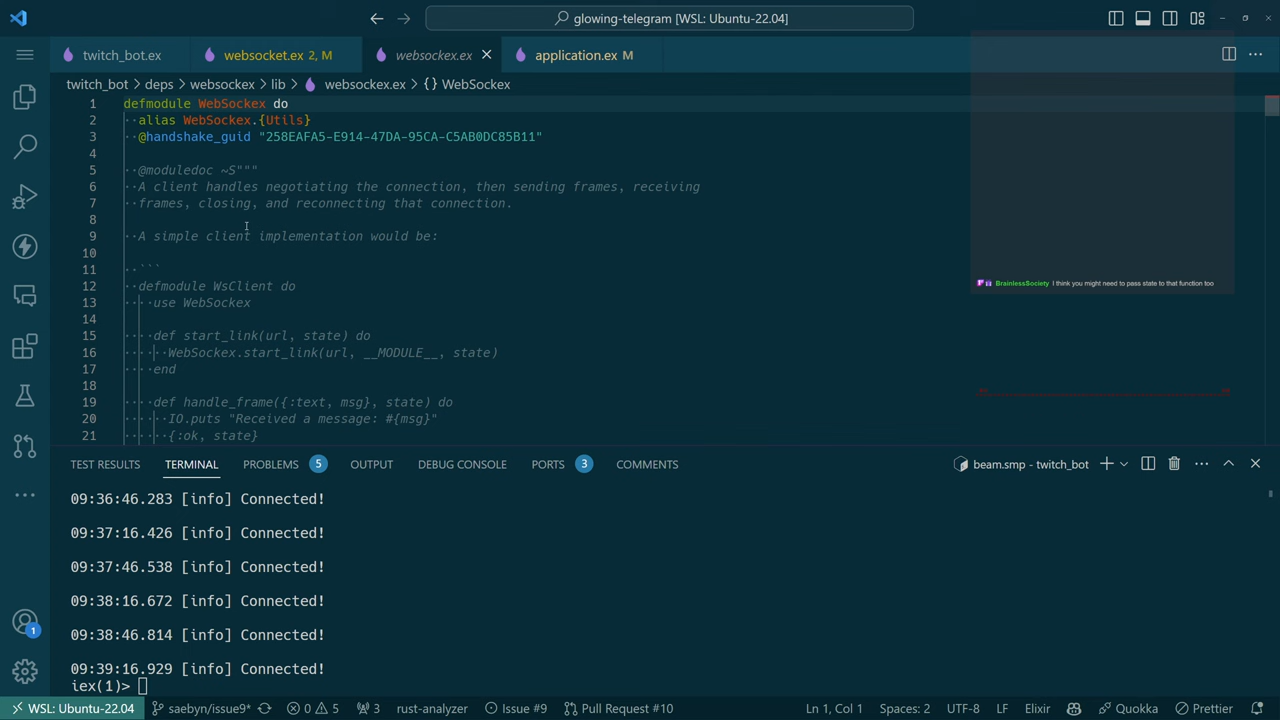 glowing-telegram [WSL: Ubuntu-22.04]
twitch_bot.ex
websocket.ex 2, M
websockex.ex
application.ex M
twitch_bot > deps > websockex > lib > websockex.ex > {} WebSockex
1 defmodule WebSockex do
2 ··alias WebSockex.{Utils}
3 ··@handshake_guid "258EAFA5-E914-47DA-95CA-C5AB0DC85B11"
4
5 ··@moduledoc ~S"""
6 ··A client handles negotiating the connection, then sending frames, receiving
7 ··frames, closing, and reconnecting that connection.
8
9 ··A simple client implementation would be:
10
11 ··```
12 ··defmodule WsClient do
13 ····use WebSockex
14
15 ····def start_link(url, state) do
16 ······WebSockex.start_link(url, __MODULE__, state)
17 ····end
18
19 ····def handle_frame({:text, msg}, state) do
20 ······IO.puts "Received a message: #{msg}"
21 ······{:ok, state}
BrainlessSociety I think you might need to pass state to that function too
TEST RESULTS TERMINAL PROBLEMS 5 OUTPUT DEBUG CONSOLE PORTS 3 COMMENTS
beam.smp - twitch_bot
09:36:46.283 [info] Connected!
09:37:16.426 [info] Connected!
09:37:46.538 [info] Connected!
09:38:16.672 [info] Connected!
09:38:46.814 [info] Connected!
09:39:16.929 [info] Connected!
iex(1)>
1
WSL: Ubuntu-22.04 saebyn/issue9* 0 5 3 rust-analyzer Issue #9 Pull Request #10 Ln 1, Col 1 Spaces: 2 UTF-8 LF Elixir Quokka Prettier